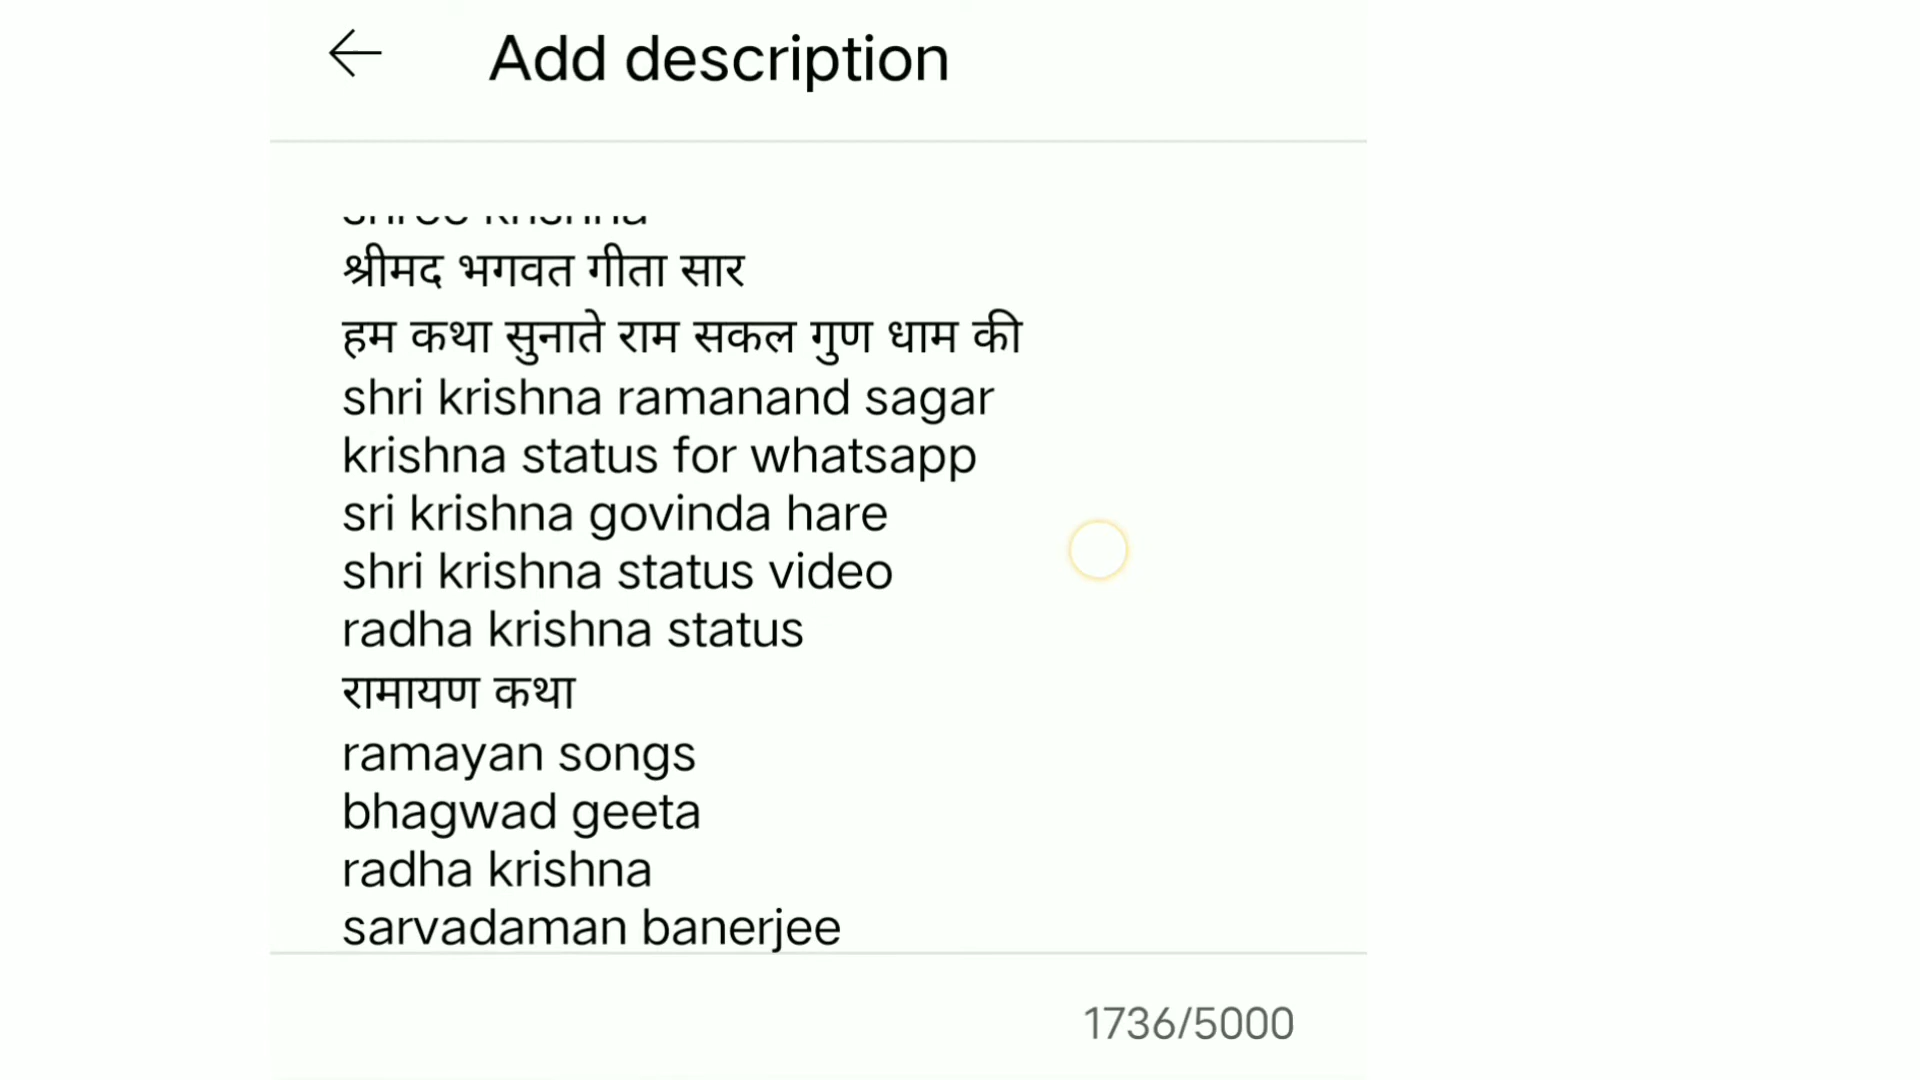 Add description
shree krishna
श्रीमद भगवत गीता सार
हम कथा सुनाते राम सकल गुण धाम की
shri krishna ramanand sagar
krishna status for whatsapp
sri krishna govinda hare
shri krishna status video
radha krishna status
रामायण कथा
ramayan songs
bhagwad geeta
radha krishna
sarvadaman banerjee
1736/5000